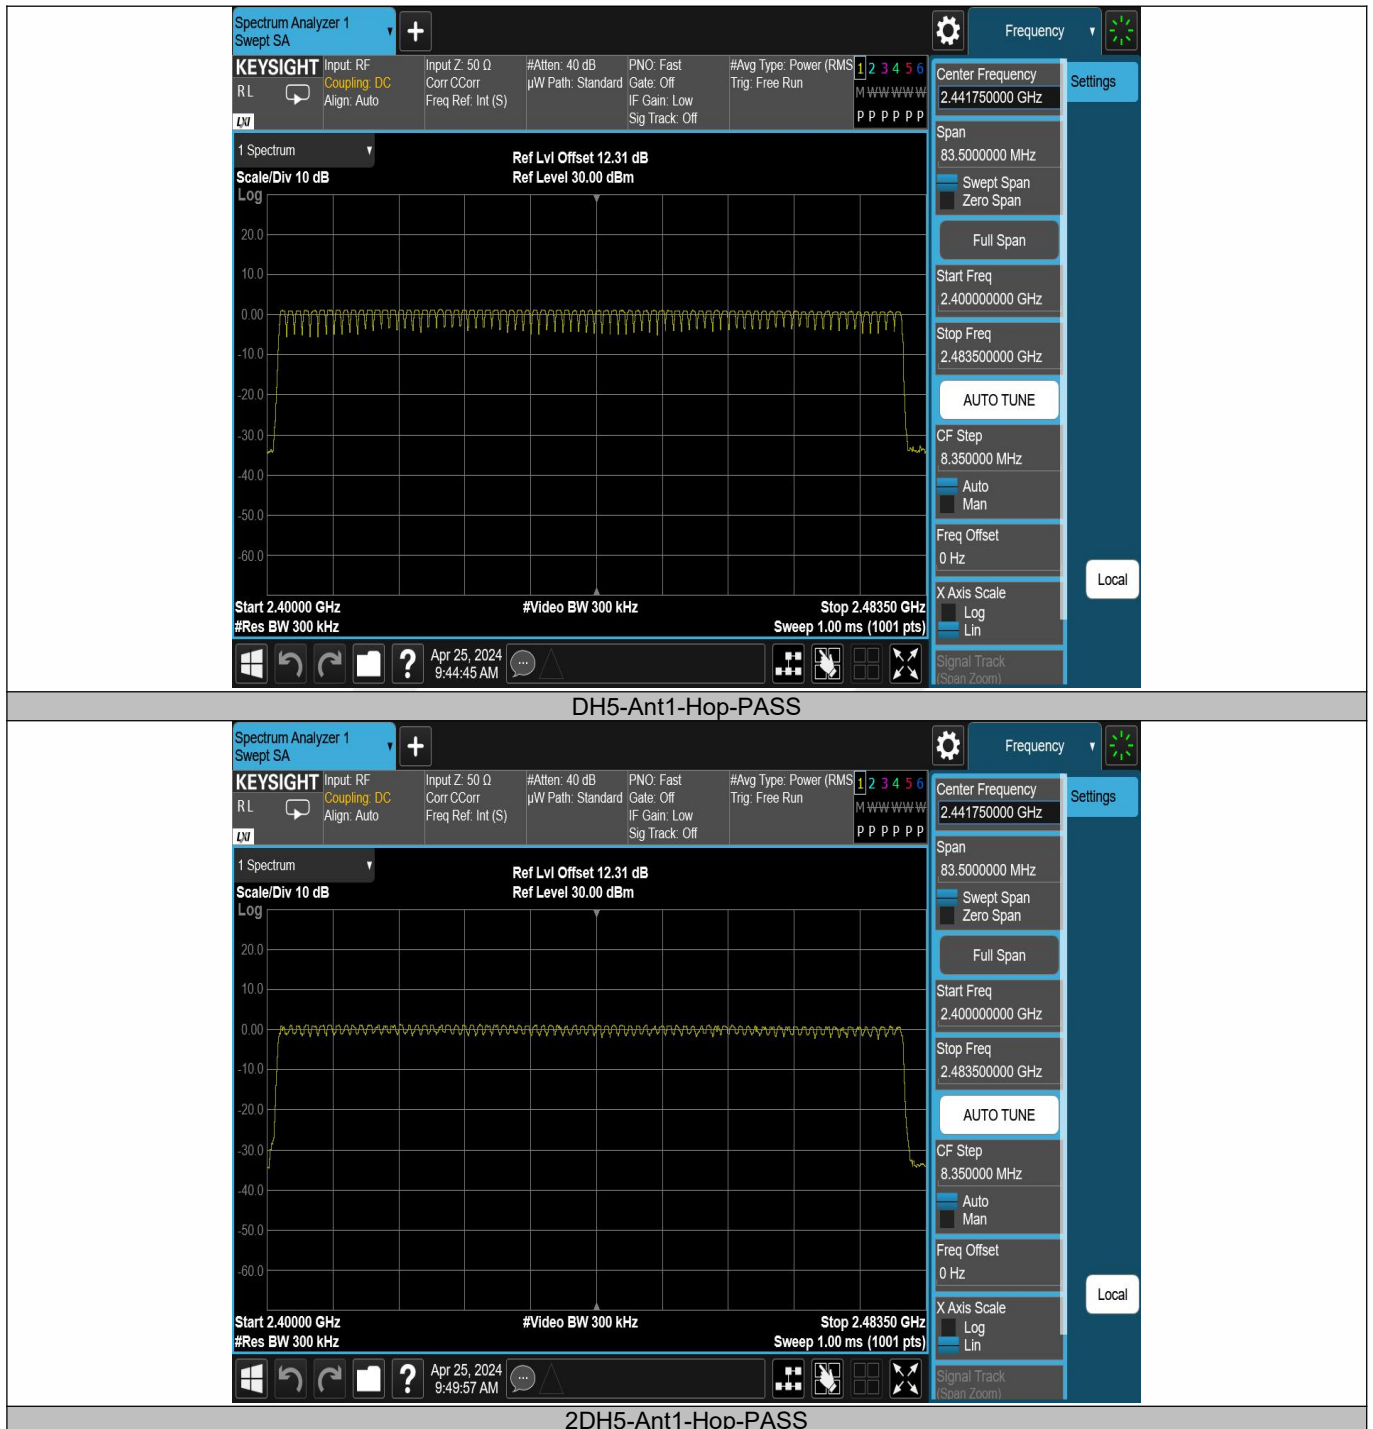 Spectrum Analyzer 1
Swept SA
Frequency
KEYSIGHT
RL
LXI
Input: RF
Coupling: DC
Align: Auto
Input Z: 50 Ω
Corr CCorr
Freq Ref: Int (S)
#Atten: 40 dB
µW Path: Standard
PNO: Fast
Gate: Off
IF Gain: Low
Sig Track: Off
#Avg Type: Power (RMS
Trig: Free Run
1 2 3 4 5 6
M W W W W W
P P P P P P
1 Spectrum
Scale/Div 10 dB
Ref Lvl Offset 12.31 dB
Ref Level 30.00 dBm
Log
20.0
10.0
0.00
-10.0
-20.0
-30.0
-40.0
-50.0
-60.0
Start 2.40000 GHz
#Video BW 300 kHz
Stop 2.48350 GHz
#Res BW 300 kHz
Sweep 1.00 ms (1001 pts)
?
Apr 25, 2024
9:44:45 AM
Center Frequency
2.441750000 GHz
Settings
Span
83.5000000 MHz
Swept Span
Zero Span
Full Span
Start Freq
2.400000000 GHz
Stop Freq
2.483500000 GHz
AUTO TUNE
CF Step
8.350000 MHz
Auto
Man
Freq Offset
0 Hz
Local
X Axis Scale
Log
Lin
Signal Track
(Span Zoom)
DH5-Ant1-Hop-PASS
Spectrum Analyzer 1
Swept SA
Frequency
KEYSIGHT
RL
LXI
Input: RF
Coupling: DC
Align: Auto
Input Z: 50 Ω
Corr CCorr
Freq Ref: Int (S)
#Atten: 40 dB
µW Path: Standard
PNO: Fast
Gate: Off
IF Gain: Low
Sig Track: Off
#Avg Type: Power (RMS
Trig: Free Run
1 2 3 4 5 6
M W W W W W
P P P P P P
1 Spectrum
Scale/Div 10 dB
Ref Lvl Offset 12.31 dB
Ref Level 30.00 dBm
Log
20.0
10.0
0.00
-10.0
-20.0
-30.0
-40.0
-50.0
-60.0
Start 2.40000 GHz
#Video BW 300 kHz
Stop 2.48350 GHz
#Res BW 300 kHz
Sweep 1.00 ms (1001 pts)
?
Apr 25, 2024
9:49:57 AM
Center Frequency
2.441750000 GHz
Settings
Span
83.5000000 MHz
Swept Span
Zero Span
Full Span
Start Freq
2.400000000 GHz
Stop Freq
2.483500000 GHz
AUTO TUNE
CF Step
8.350000 MHz
Auto
Man
Freq Offset
0 Hz
Local
X Axis Scale
Log
Lin
Signal Track
(Span Zoom)
2DH5-Ant1-Hop-PASS